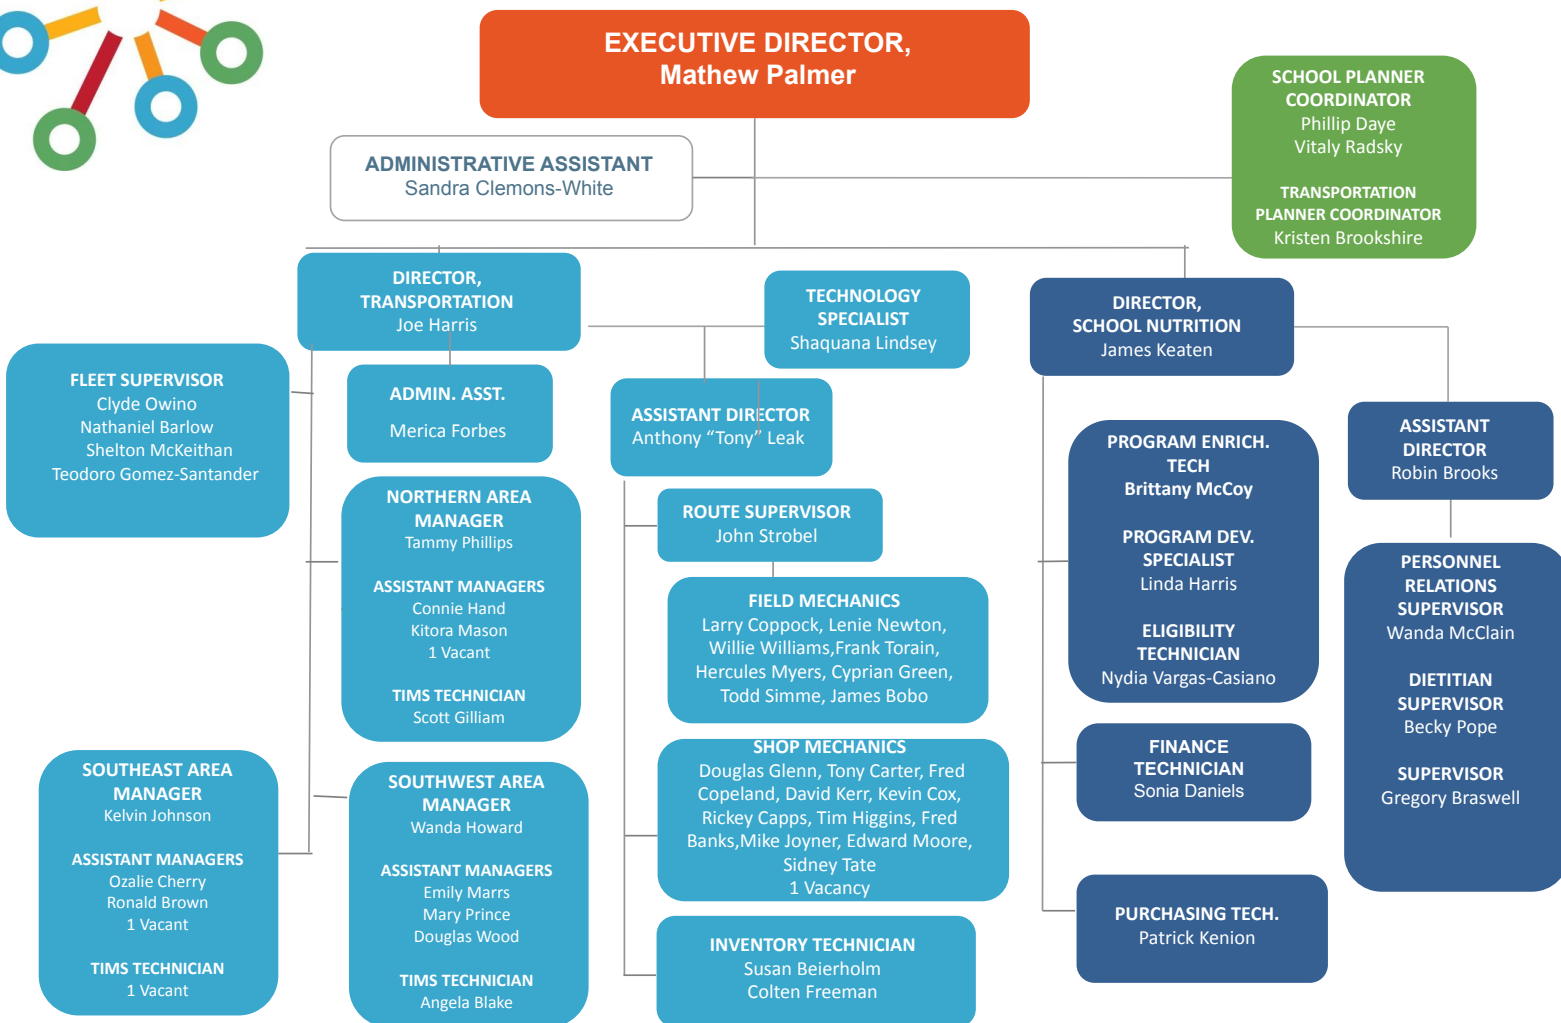 EXECUTIVE DIRECTOR,
Mathew Palmer
SCHOOL PLANNER
COORDINATOR
Phillip Daye
Vitaly Radsky
TRANSPORTATION
PLANNER COORDINATOR
Kristen Brookshire
ADMINISTRATIVE ASSISTANT
Sandra Clemons-White
DIRECTOR,
TRANSPORTATION
Joe Harris
TECHNOLOGY
SPECIALIST
Shaquana Lindsey
DIRECTOR,
SCHOOL NUTRITION
James Keaten
FLEET SUPERVISOR
Clyde Owino
Nathaniel Barlow
Shelton McKeithan
Teodoro Gomez-Santander
ADMIN. ASST.
Merica Forbes
ASSISTANT DIRECTOR
Anthony “Tony” Leak
ASSISTANT
DIRECTOR
Robin Brooks
NORTHERN AREA
MANAGER
Tammy Phillips
ASSISTANT MANAGERS
Connie Hand
Kitora Mason
1 Vacant
TIMS TECHNICIAN
Scott Gilliam
ROUTE SUPERVISOR
John Strobel
FIELD MECHANICS
Larry Coppock, Lenie Newton,
Willie Williams,Frank Torain,
Hercules Myers, Cyprian Green,
Todd Simme, James Bobo
PROGRAM ENRICH.
TECH
Brittany McCoy
PROGRAM DEV.
SPECIALIST
Linda Harris
ELIGIBILITY
TECHNICIAN
Nydia Vargas-Casiano
PERSONNEL
RELATIONS
SUPERVISOR
Wanda McClain
DIETITIAN
SUPERVISOR
Becky Pope
SUPERVISOR
Gregory Braswell
SOUTHEAST AREA
MANAGER
Kelvin Johnson
ASSISTANT MANAGERS
Ozalie Cherry
Ronald Brown
1 Vacant
TIMS TECHNICIAN
1 Vacant
SOUTHWEST AREA
MANAGER
Wanda Howard
ASSISTANT MANAGERS
Emily Marrs
Mary Prince
Douglas Wood
TIMS TECHNICIAN
Angela Blake
SHOP MECHANICS
Douglas Glenn, Tony Carter, Fred
Copeland, David Kerr, Kevin Cox,
Rickey Capps, Tim Higgins, Fred
Banks,Mike Joyner, Edward Moore,
Sidney Tate
1 Vacancy
FINANCE
TECHNICIAN
Sonia Daniels
INVENTORY TECHNICIAN
Susan Beierholm
Colten Freeman
PURCHASING TECH.
Patrick Kenion